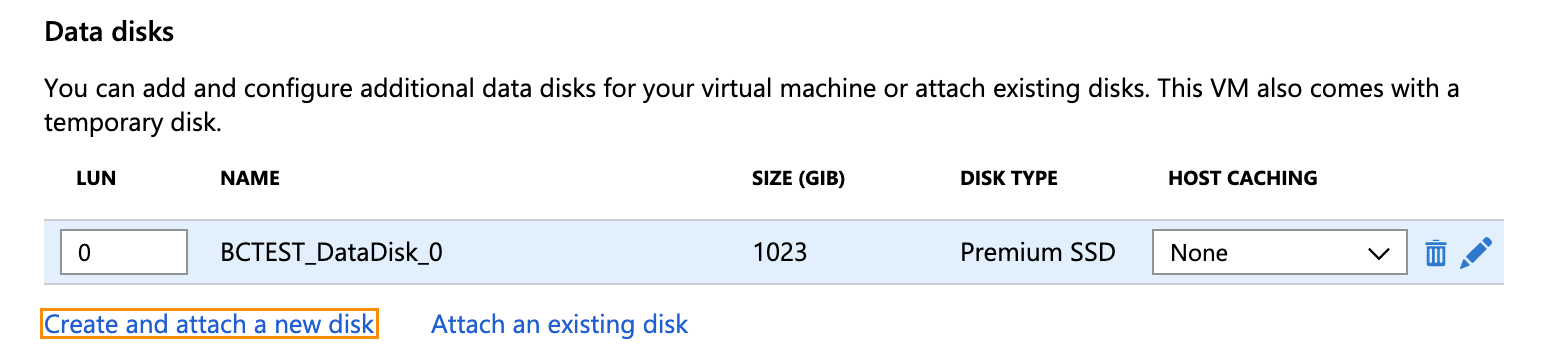 Data disks
You can add and configure additional data disks for your virtual machine or attach existing disks. This VM also comes with a
temporary disk.
LUN NAME SIZE (GIB) DISK TYPE HOST CACHING
0 BCTEST_DataDisk_0 1023 Premium SSD None
Create and attach a new disk Attach an existing disk